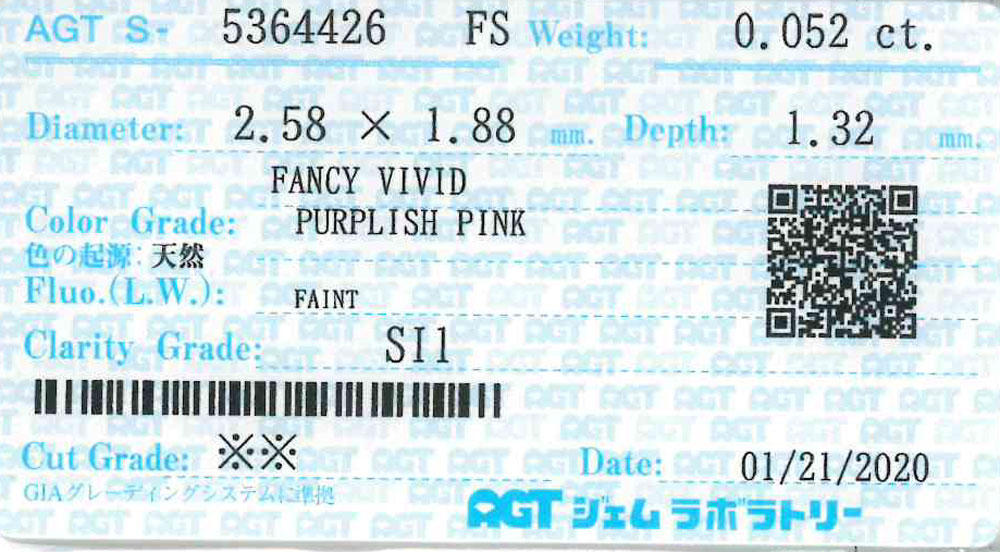 AGT S- 5364426 FS Weight: 0.052 ct.
Diameter: 2.58 × 1.88 mm. Depth: 1.32 mm.
FANCY VIVID
Color Grade: PURPLISH PINK
色の起源: 天然
Fluo.(L.W.): FAINT
Clarity Grade: SI1
Cut Grade: ※※ Date: 01/21/2020
GIAグレーディングシステムに準拠
AGT ジェムラボラトリー